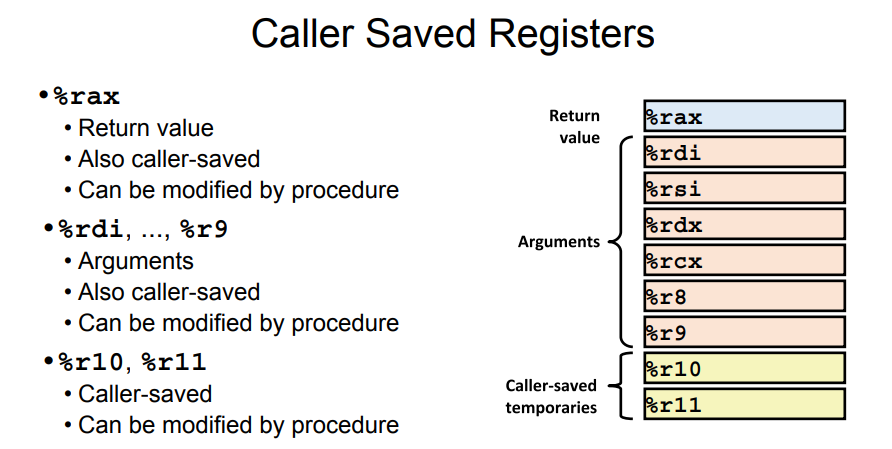 Caller Saved Registers
•%rax
• Return value
• Also caller-saved
• Can be modified by procedure
•%rdi, ..., %r9
• Arguments
• Also caller-saved
• Can be modified by procedure
•%r10, %r11
• Caller-saved
• Can be modified by procedure
Return
value
%rax
%rdi
%rsi
%rdx
Arguments
%rcx
%r8
%r9
%r10
Caller-saved
temporaries
%r11